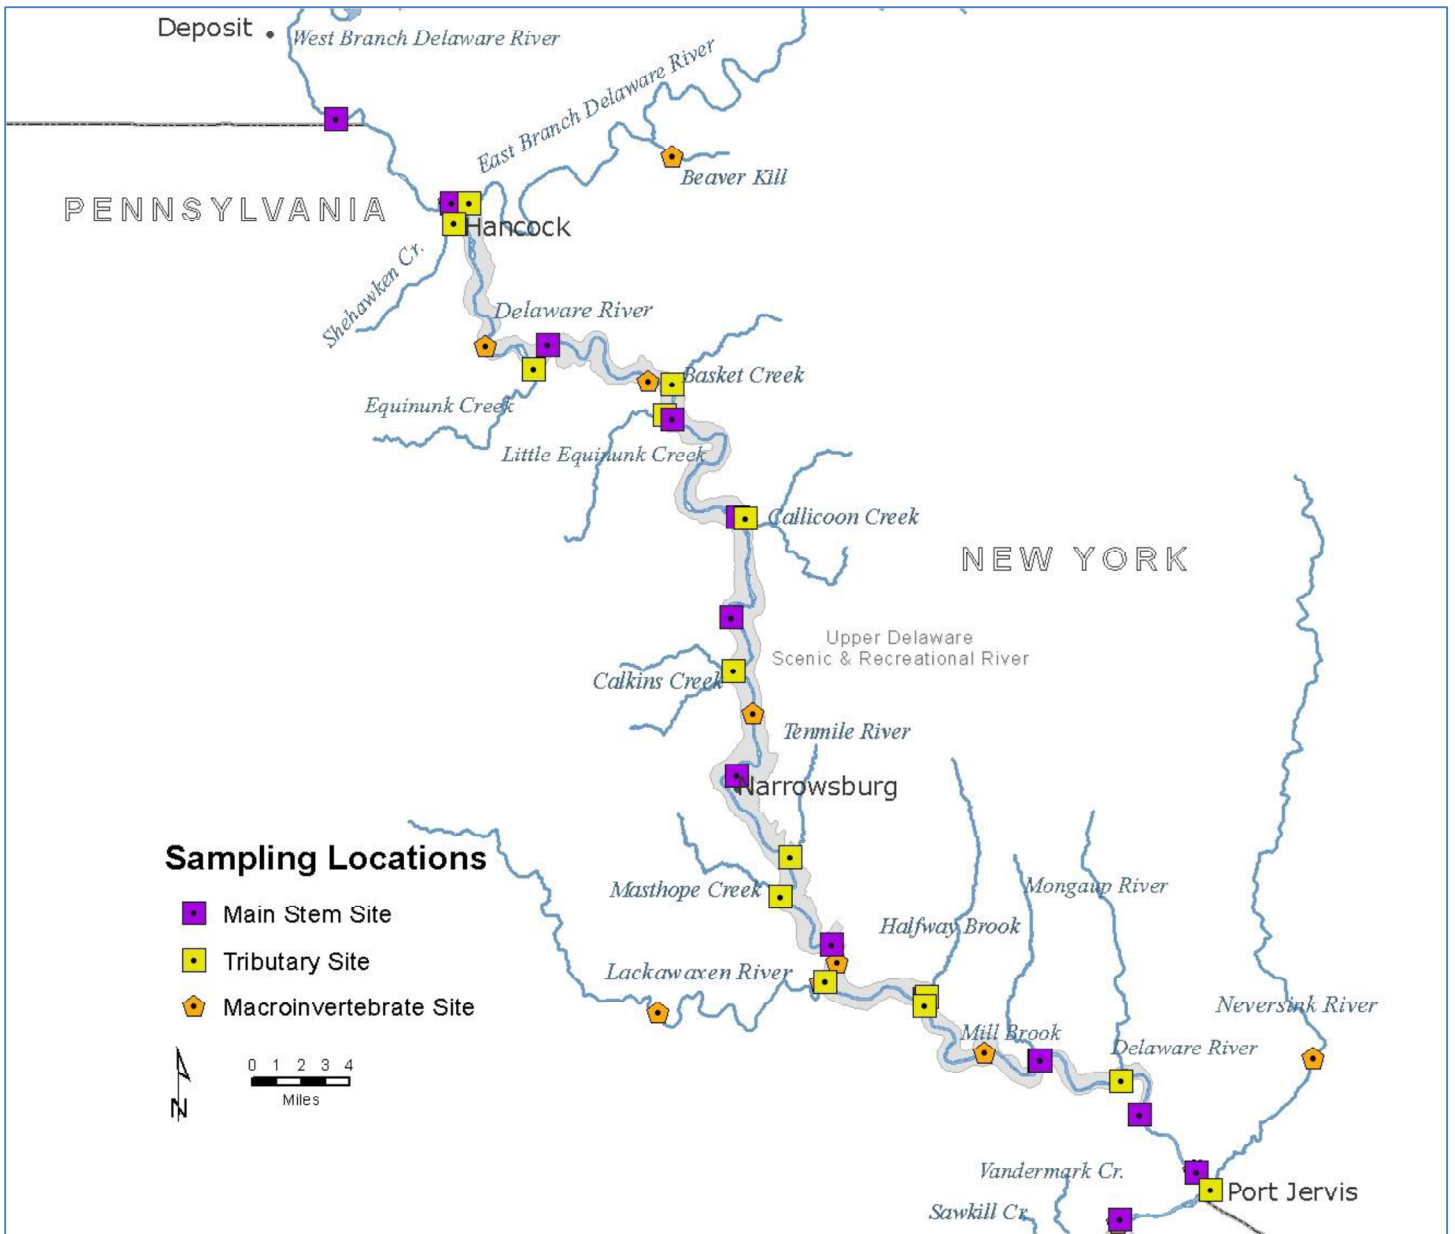 Deposit
West Branch Delaware River
East Branch Delaware River
Beaver Kill
PENNSYLVANIA
Hancock
Shehawken Cr.
Delaware River
Basket Creek
Equinunk Creek
Little Equinunk Creek
Callicoon Creek
NEW YORK
Upper Delaware
Scenic & Recreational River
Calkins Creek
Tenmile River
Narrowsburg
Sampling Locations
Main Stem Site
Tributary Site
Macroinvertebrate Site
Masthope Creek
Mongaup River
Halfway Brook
Lackawaxen River
Neversink River
Mill Brook
Delaware River
0 1 2 3 4
Miles
N
Vandermark Cr.
Port Jervis
Sawkill Cr.